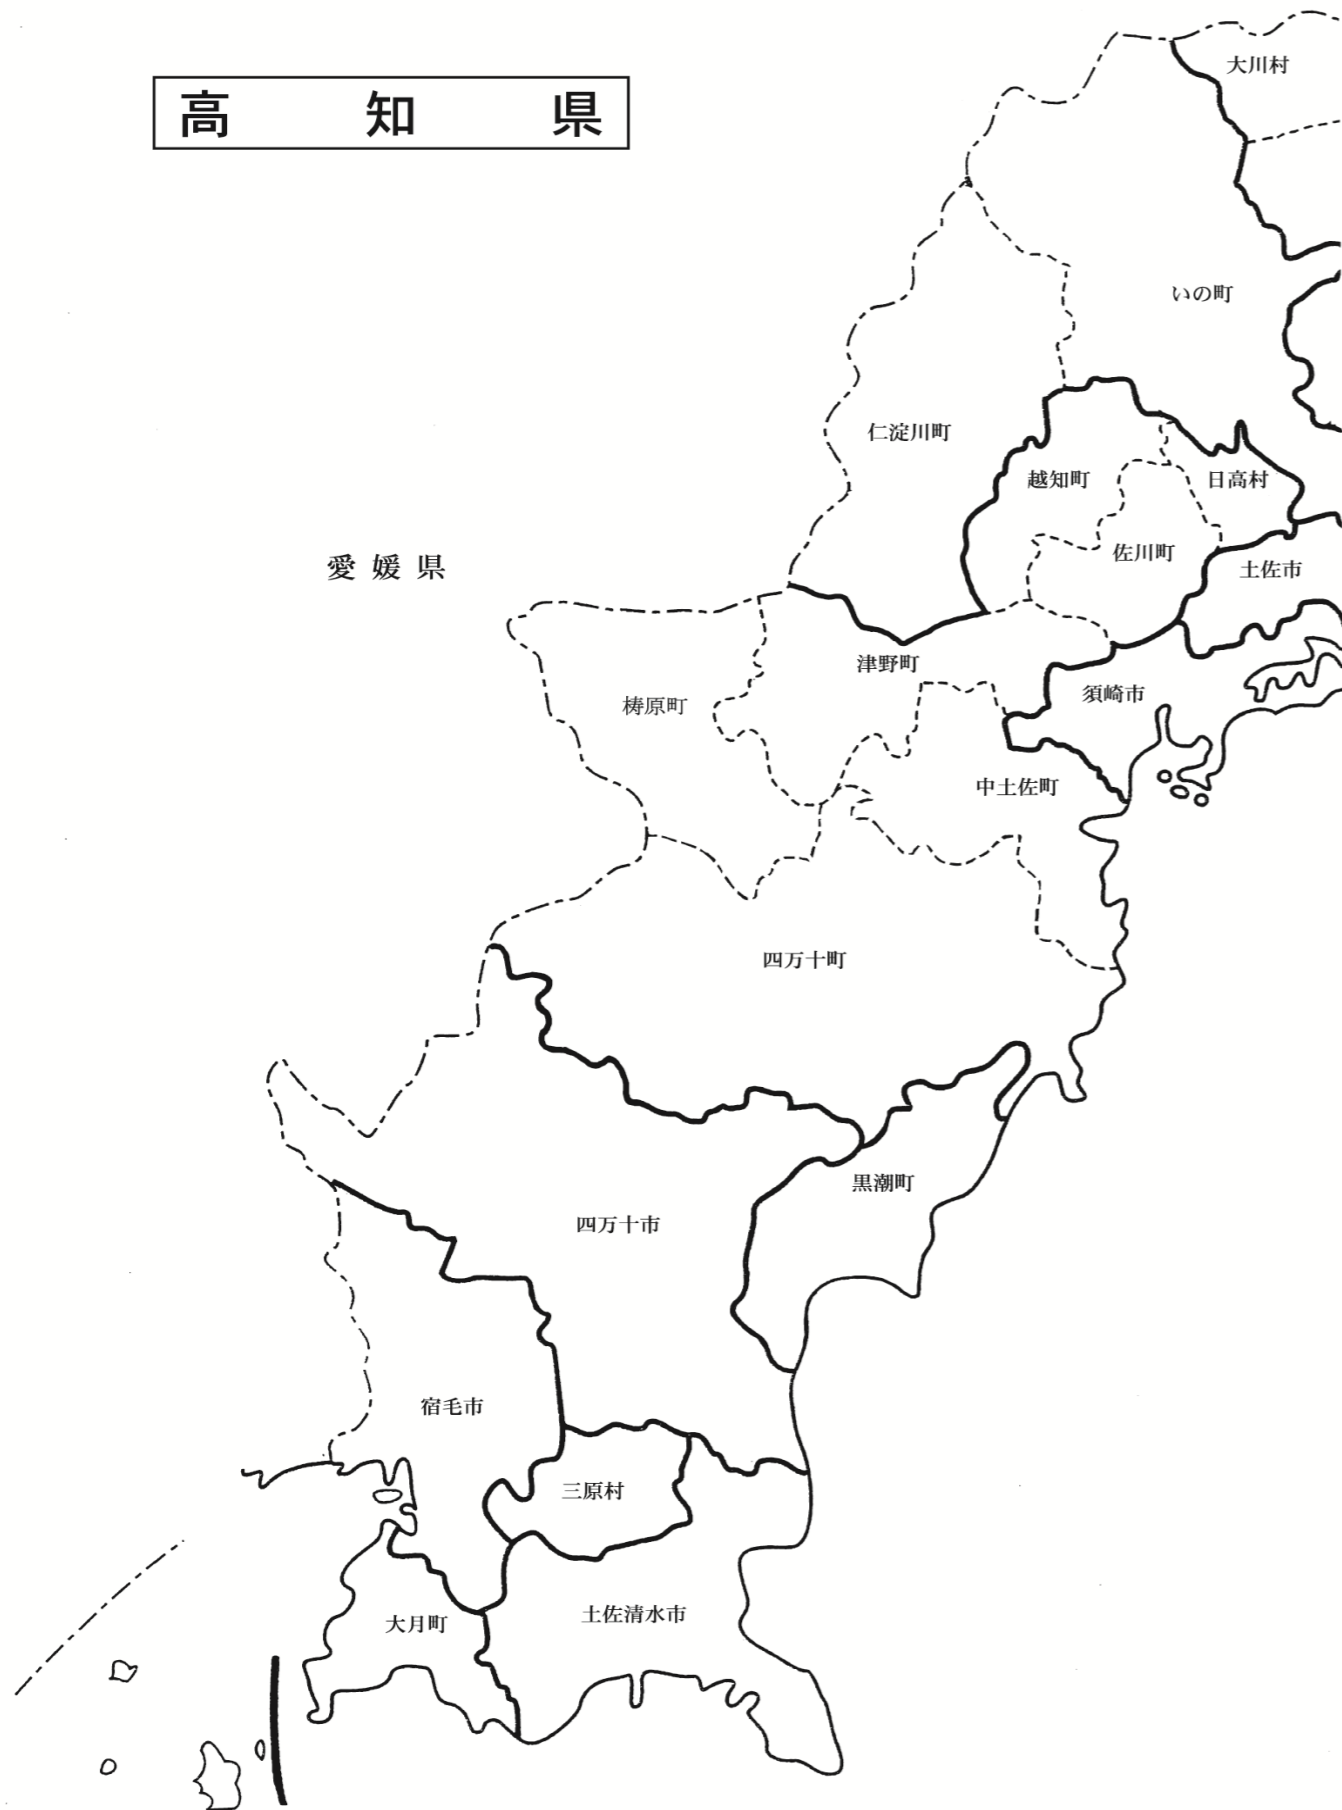 高知県
大川村
いの町
仁淀川町
越知町
日高村
佐川町
土佐市
愛媛県
津野町
須崎市
梼原町
中土佐町
四万十町
黒潮町
四万十市
宿毛市
三原村
土佐清水市
大月町